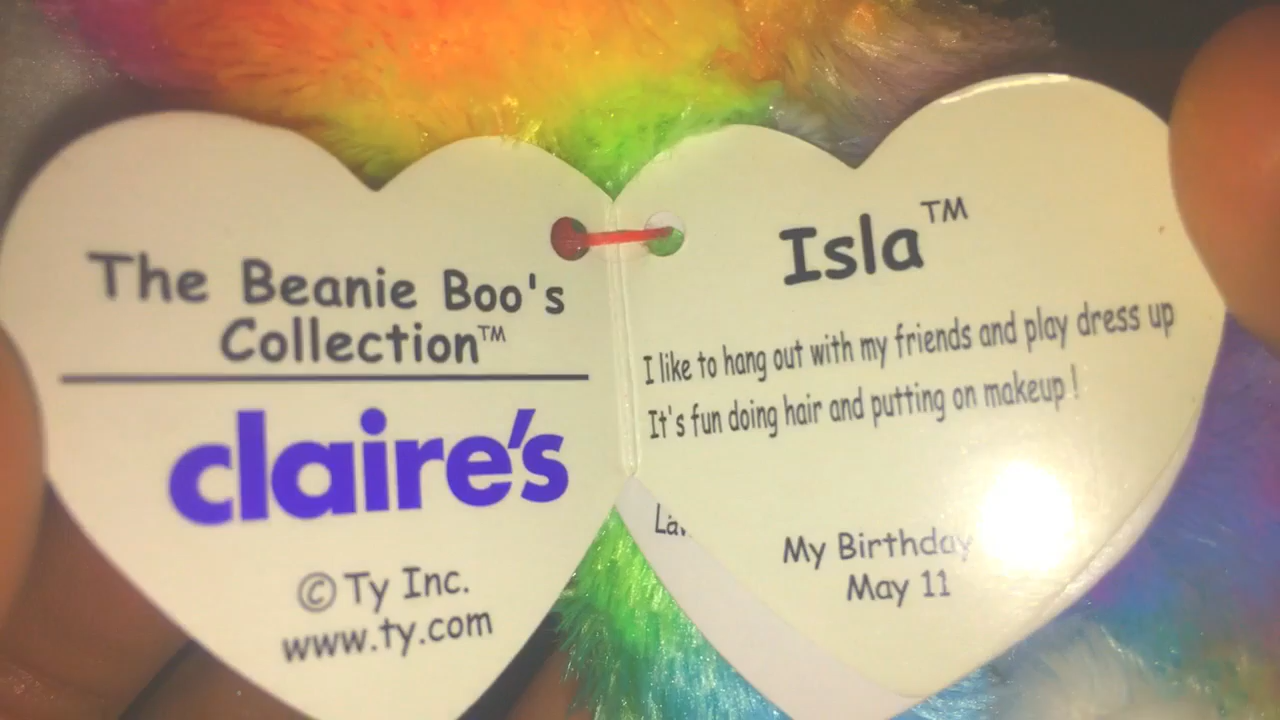 The Beanie Boo's
Collection™
claire's
© Ty Inc.
www.ty.com
Isla™
I like to hang out with my friends and play dress up
It's fun doing hair and putting on makeup !
My Birthday
May 11